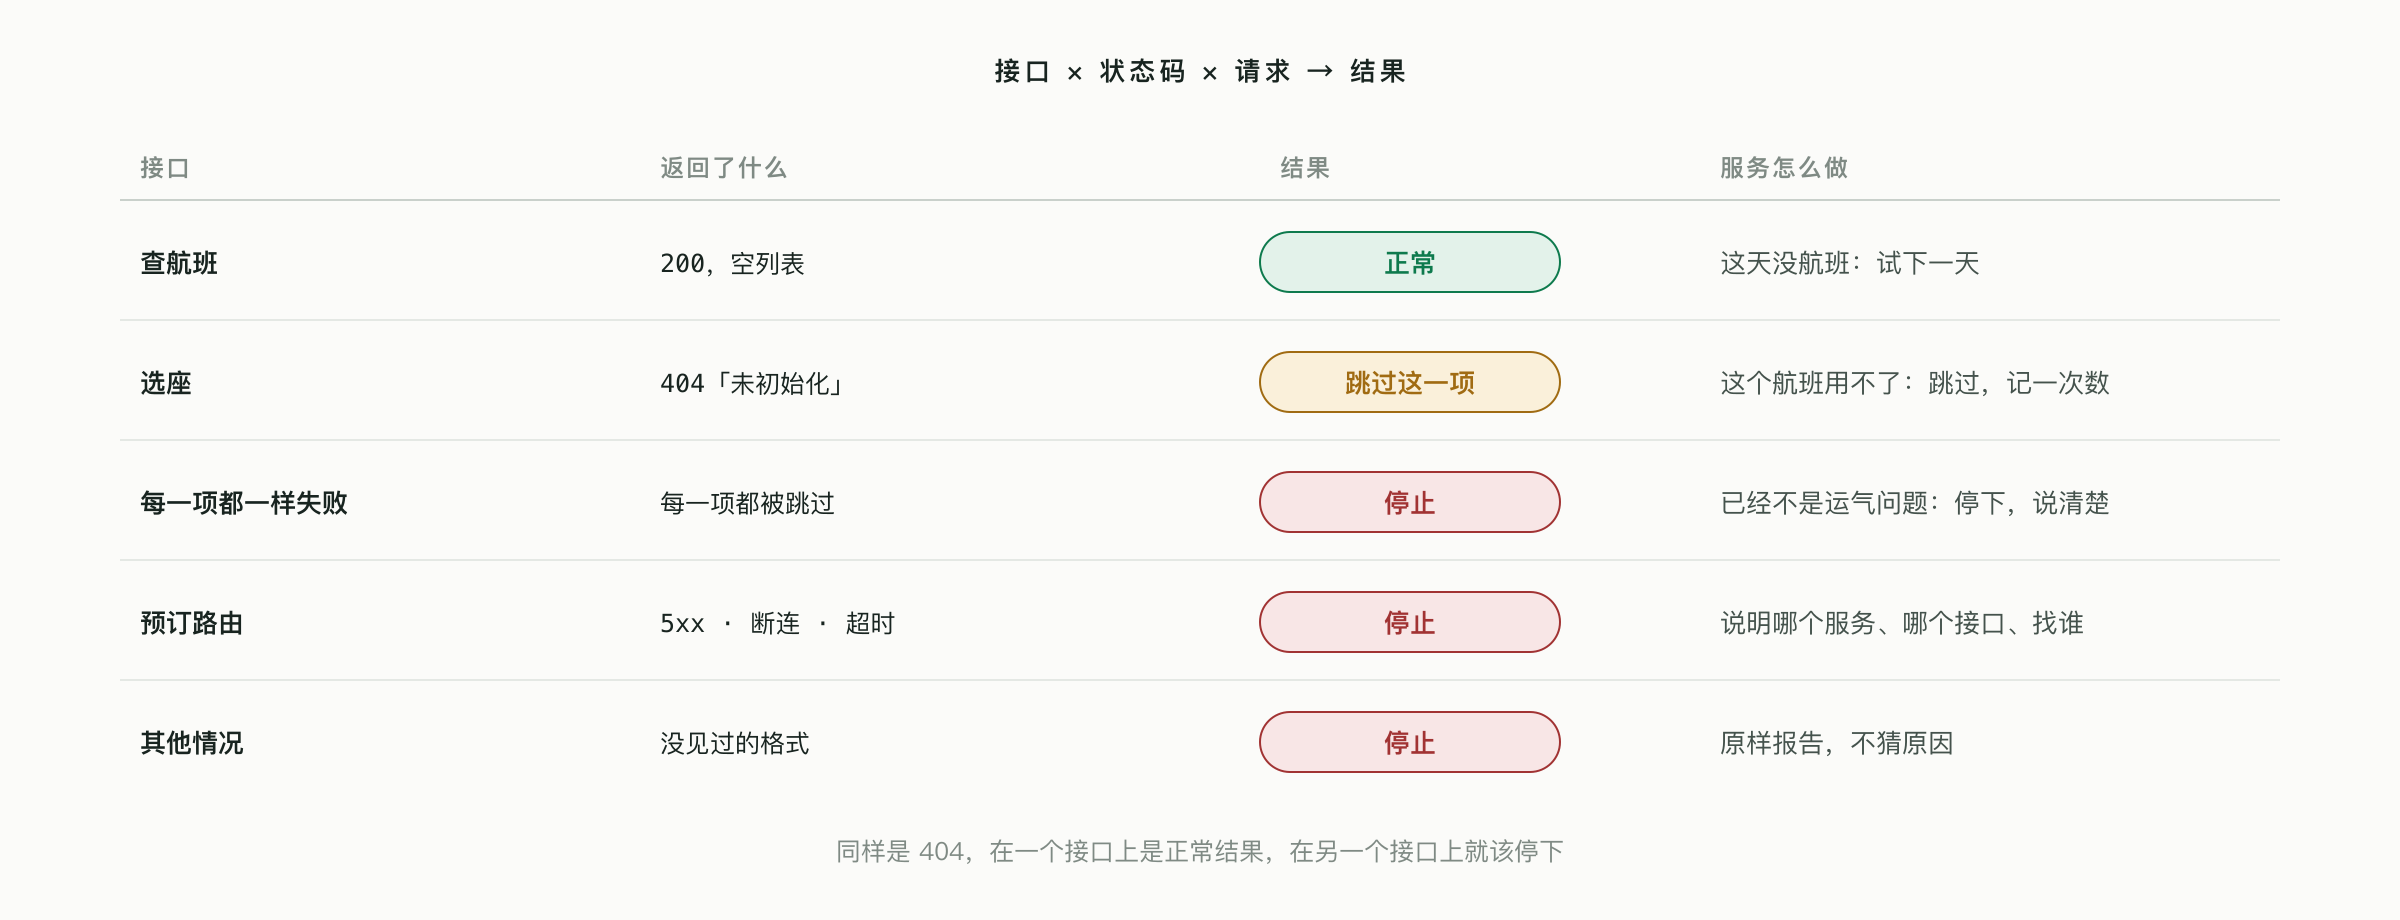 接口 × 状态码 × 请求 → 结果
接口 返回了什么 结果 服务怎么做
查航班 200，空列表 正常 这天没航班：试下一天
选座 404「未初始化」 跳过这一项 这个航班用不了：跳过，记一次数
每一项都一样失败 每一项都被跳过 停止 已经不是运气问题：停下，说清楚
预订路由 5xx · 断连 · 超时 停止 说明哪个服务、哪个接口、找谁
其他情况 没见过的格式 停止 原样报告，不猜原因
同样是 404，在一个接口上是正常结果，在另一个接口上就该停下